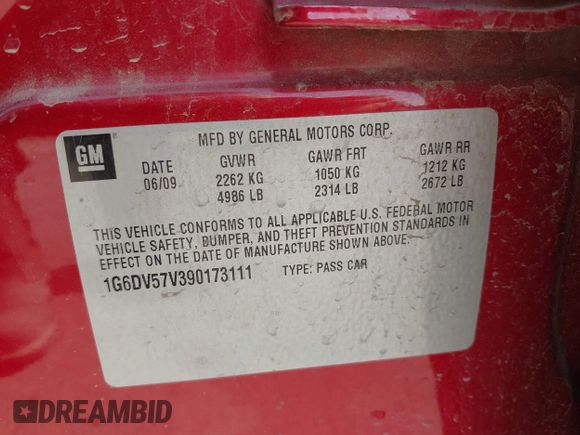 GM
MFD BY GENERAL MOTORS CORP.
DATE GVWR GAWR FRT GAWR RR
06/09 2262 KG 1050 KG 1212 KG
4986 LB 2314 LB 2672 LB
THIS VEHICLE CONFORMS TO ALL APPLICABLE U.S. FEDERAL MOTOR
VEHICLE SAFETY, BUMPER, AND THEFT PREVENTION STANDARDS IN
EFFECT ON THE DATE OF MANUFACTURE SHOWN ABOVE.
1G6DV57V390173111 TYPE: PASS CAR
DREAMBID